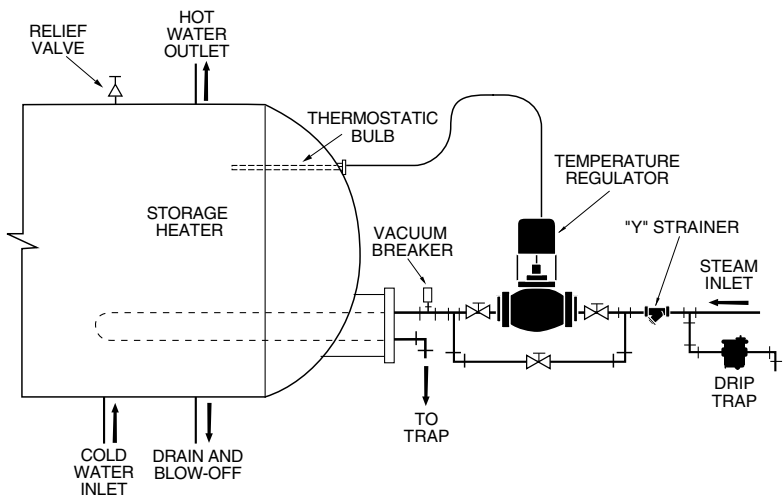 HOT
WATER
OUTLET
RELIEF
VALVE
THERMOSTATIC
BULB
TEMPERATURE
REGULATOR
STORAGE
HEATER
VACUUM
BREAKER
"Y" STRAINER
STEAM
INLET
DRIP
TRAP
TO
TRAP
COLD
WATER
INLET
DRAIN AND
BLOW-OFF